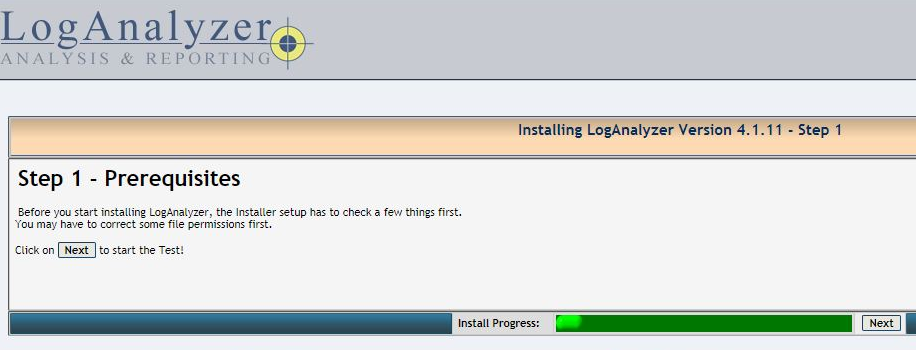 LogAnalyzer
ANALYSIS & REPORTING
Installing LogAnalyzer Version 4.1.11 - Step 1
Step 1 - Prerequisites
Before you start installing LogAnalyzer, the Installer setup has to check a few things first.
You may have to correct some file permissions first.
Click on Next to start the Test!
Install Progress: Next